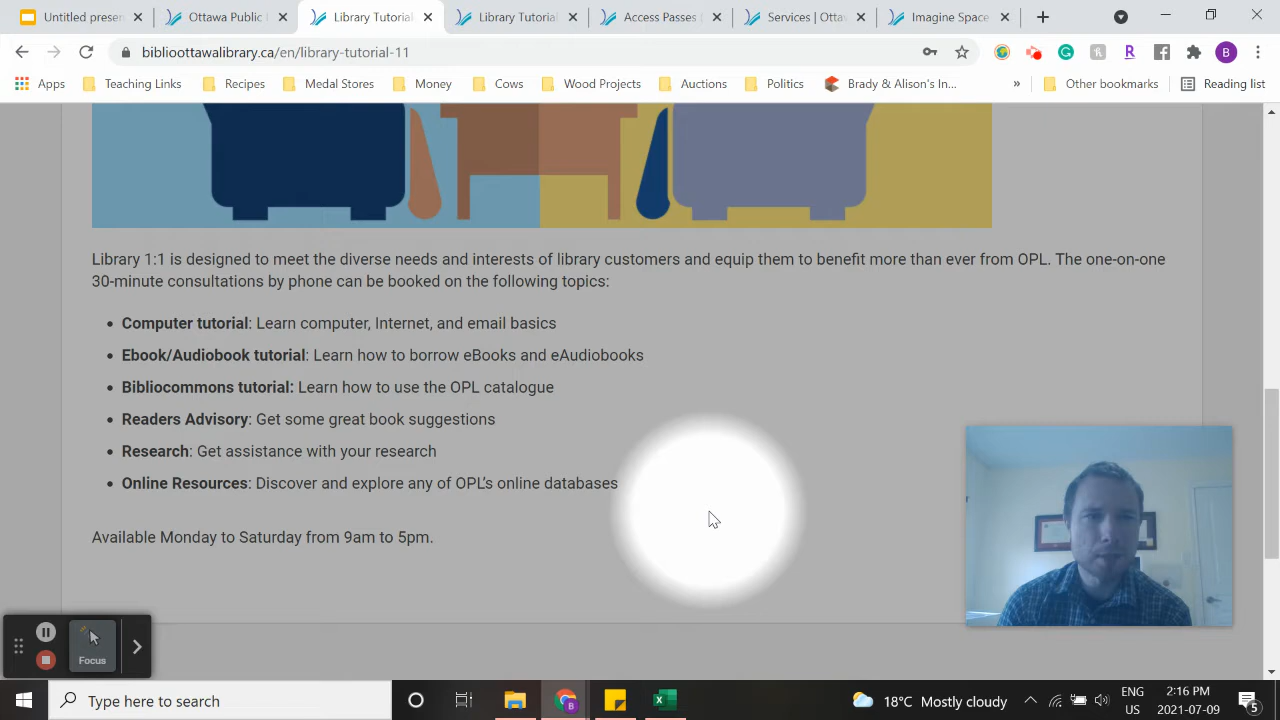 Untitled present
Ottawa Public
Library Tutorial
Library Tutorial
Access Passes
Services | Otta
Imagine Space
bibliootta​walibrary.ca/en/library-tutorial-11
Apps
Teaching Links
Recipes
Medal Stores
Money
Cows
Wood Projects
Auctions
Politics
Brady & Alison's In...
»
Other bookmarks
Reading list
Library 1:1 is designed to meet the diverse needs and interests of library customers and equip them to benefit more than ever from OPL. The one-on-one
30-minute consultations by phone can be booked on the following topics:
• Computer tutorial: Learn computer, Internet, and email basics
• Ebook/Audiobook tutorial: Learn how to borrow eBooks and eAudiobooks
• Bibliocommons tutorial: Learn how to use the OPL catalogue
• Readers Advisory: Get some great book suggestions
• Research: Get assistance with your research
• Online Resources: Discover and explore any of OPL's online databases
Available Monday to Saturday from 9am to 5pm.
Focus
Type here to search
18°C Mostly cloudy
ENG
US
2:16 PM
2021-07-09
5